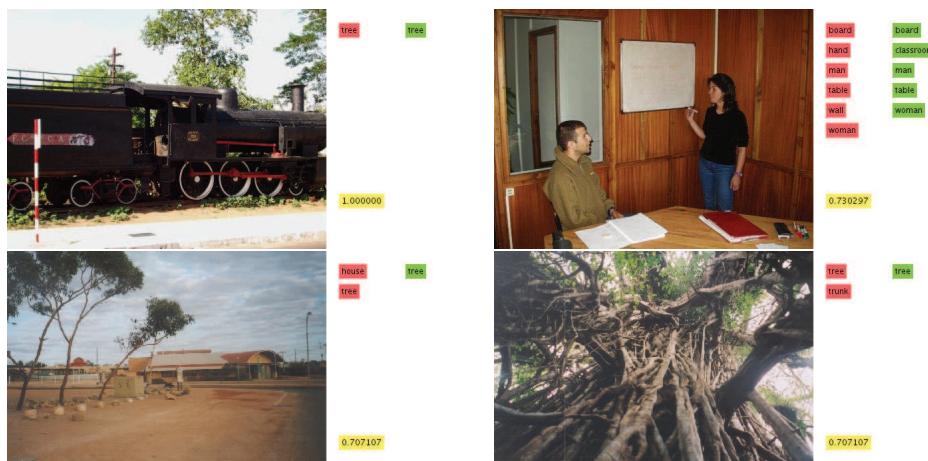 tree tree
1.000000
board board
hand classroo
man man
table table
wall woman
woman
0.730297
house tree
tree
0.707107
tree tree
trunk
0.707107